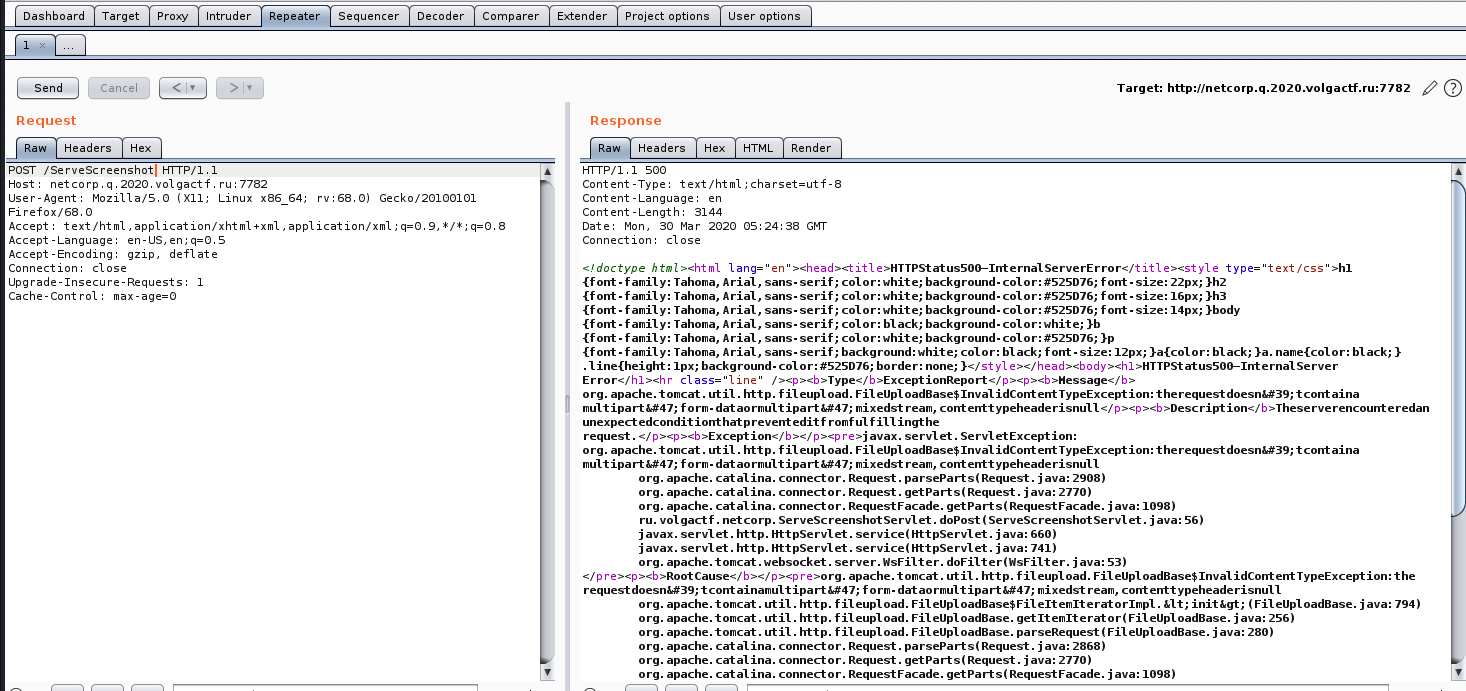 Dashboard Target Proxy Intruder Repeater Sequencer Decoder Comparer Extender Project options User options
1 × ...
Send Cancel < > Target: http://netcorp.q.2020.volgactf.ru:7782 ?
Request
Raw Headers Hex
POST /ServeScreenshot HTTP/1.1
Host: netcorp.q.2020.volgactf.ru:7782
User-Agent: Mozilla/5.0 (X11; Linux x86_64; rv:68.0) Gecko/20100101
Firefox/68.0
Accept: text/html,application/xhtml+xml,application/xml;q=0.9,*/*;q=0.8
Accept-Language: en-US,en;q=0.5
Accept-Encoding: gzip, deflate
Connection: close
Upgrade-Insecure-Requests: 1
Cache-Control: max-age=0
Response
Raw Headers Hex HTML Render
HTTP/1.1 500
Content-Type: text/html;charset=utf-8
Content-Language: en
Content-Length: 3144
Date: Mon, 30 Mar 2020 05:24:38 GMT
Connection: close
<!doctype html><html lang="en"><head><title>HTTPStatus500–InternalServerError</title><style type="text/css">h1
{font-family:Tahoma,Arial,sans-serif;color:white;background-color:#525D76;font-size:22px;}h2
{font-family:Tahoma,Arial,sans-serif;color:white;background-color:#525D76;font-size:16px;}h3
{font-family:Tahoma,Arial,sans-serif;color:white;background-color:#525D76;font-size:14px;}body
{font-family:Tahoma,Arial,sans-serif;color:black;background-color:white;}b
{font-family:Tahoma,Arial,sans-serif;color:white;background-color:#525D76;}p
{font-family:Tahoma,Arial,sans-serif;background:white;color:black;font-size:12px;}a{color:black;}a.name{color:black;}
.line{height:1px;background-color:#525D76;border:none;}</style></head><body><h1>HTTPStatus500–InternalServer
Error</h1><hr class="line" /><p><b>Type</b>ExceptionReport</p><p><b>Message</b>
org.apache.tomcat.util.http.fileupload.FileUploadBase$InvalidContentTypeException:therequestdoesn&#39;tcontaina
multipart&#47;form-dataormultipart&#47;mixedstream,contenttypeheaderisnull</p><p><b>Description</b>Theserverencounteredan
unexpectedconditionthatpreventeditfromfulfillingthe
request.</p><p><b>Exception</b></p><pre>javax.servlet.ServletException:
org.apache.tomcat.util.http.fileupload.FileUploadBase$InvalidContentTypeException:therequestdoesn&#39;tcontaina
multipart&#47;form-dataormultipart&#47;mixedstream,contenttypeheaderisnull
org.apache.catalina.connector.Request.parseParts(Request.java:2908)
org.apache.catalina.connector.Request.getParts(Request.java:2770)
org.apache.catalina.connector.RequestFacade.getParts(RequestFacade.java:1098)
ru.volgactf.netcorp.ServeScreenshotServlet.doPost(ServeScreenshotServlet.java:56)
javax.servlet.http.HttpServlet.service(HttpServlet.java:660)
javax.servlet.http.HttpServlet.service(HttpServlet.java:741)
org.apache.tomcat.websocket.server.WsFilter.doFilter(WsFilter.java:53)
</pre><p><b>RootCause</b></p><pre>org.apache.tomcat.util.http.fileupload.FileUploadBase$InvalidContentTypeException:the
requestdoesn&#39;tcontainamultipart&#47;form-dataormultipart&#47;mixedstream,contenttypeheaderisnull
org.apache.tomcat.util.http.fileupload.FileUploadBase$FileItemIteratorImpl.&lt;init&gt;(FileUploadBase.java:794)
org.apache.tomcat.util.http.fileupload.FileUploadBase.getItemIterator(FileUploadBase.java:256)
org.apache.tomcat.util.http.fileupload.FileUploadBase.parseRequest(FileUploadBase.java:280)
org.apache.catalina.connector.Request.parseParts(Request.java:2868)
org.apache.catalina.connector.Request.getParts(Request.java:2770)
org.apache.catalina.connector.RequestFacade.getParts(RequestFacade.java:1098)